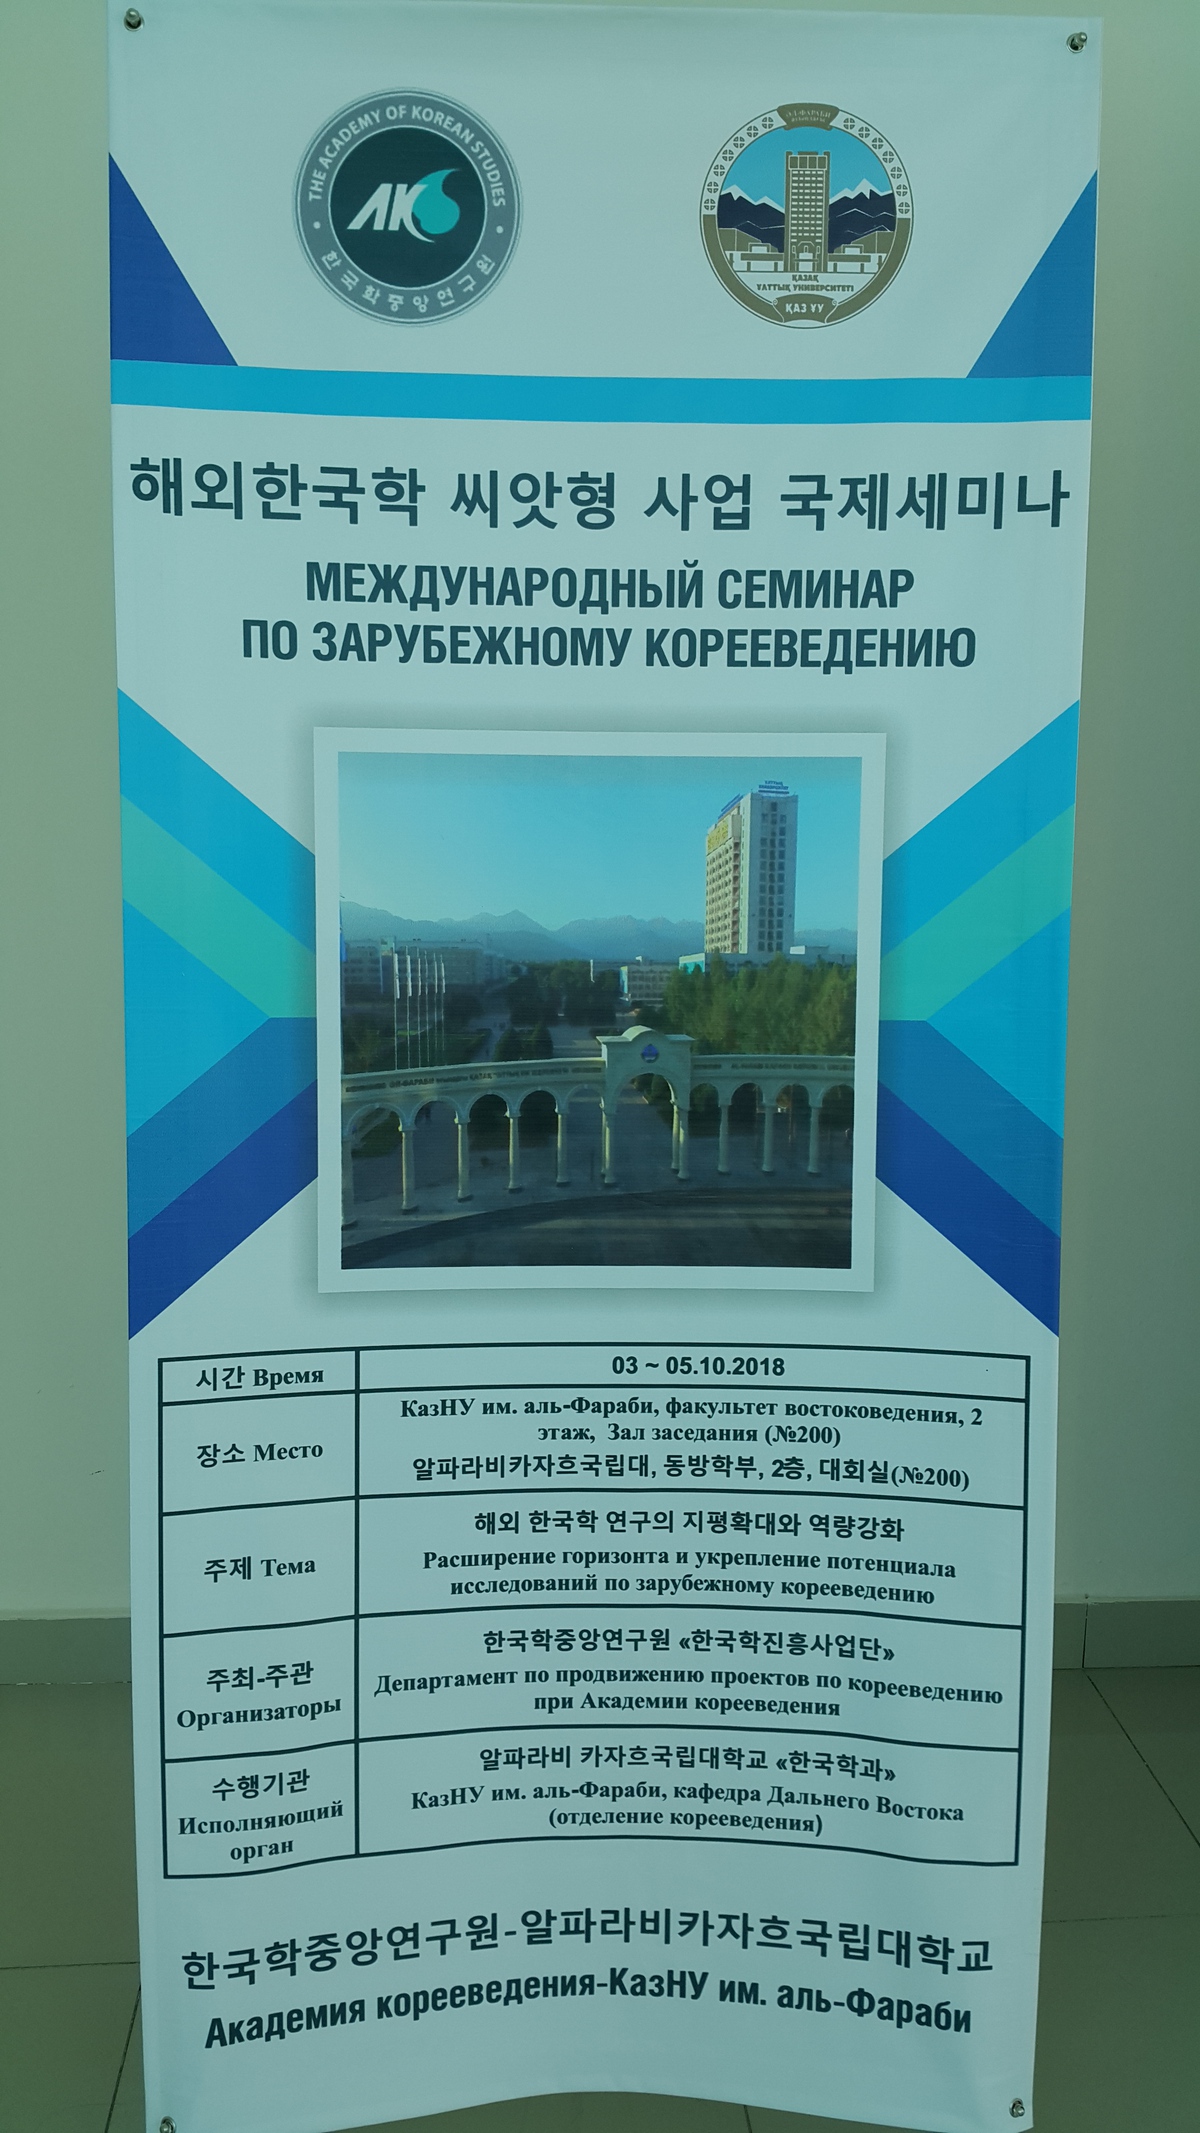 THE ACADEMY OF KOREAN STUDIES
AKS
한국학중앙연구원
ҚАЗАҚ
ҰЛТТЫҚ УНИВЕРСИТЕТІ
ҚАЗ ҰУ
해외한국학 씨앗형 사업 국제세미나
МЕЖДУНАРОДНЫЙ СЕМИНАР
ПО ЗАРУБЕЖНОМУ КОРЕЕВЕДЕНИЮ
시간 Время
03 ~ 05.10.2018
장소 Место
КазНУ им. аль-Фараби, факультет востоковедения, 2
этаж, Зал заседания (№200)
알파라비카자흐국립대, 동방학부, 2층, 대회실(№200)
주제 Тема
해외 한국학 연구의 지평확대와 역량강화
Расширение горизонта и укрепление потенциала
исследований по зарубежному корееведению
주최-주관
Организаторы
한국학중앙연구원 «한국학진흥사업단»
Департамент по продвижению проектов по корееведению
при Академии корееведения
수행기관
Исполняющий
орган
알파라비 카자흐국립대학교 «한국학과»
КазНУ им. аль-Фараби, кафедра Дальнего Востока
(отделение корееведения)
한국학중앙연구원-알파라비카자흐국립대학교
Академия корееведения-КазНУ им. аль-Фараби